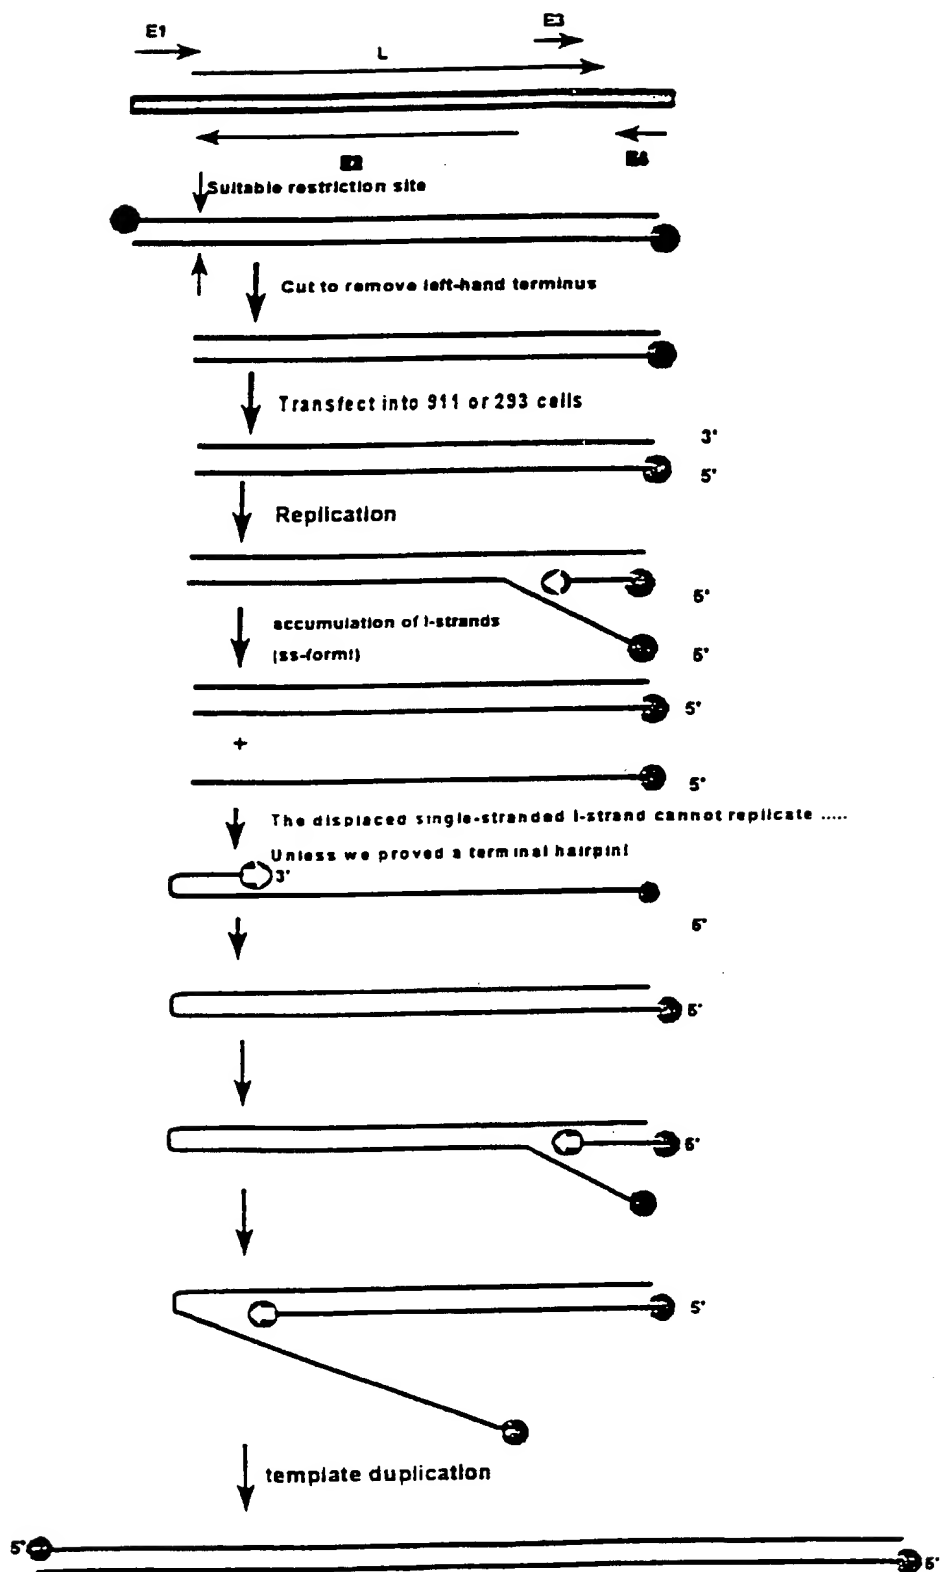 E1
E3
L
E2
E4
Suitable restriction site
Cut to remove left-hand terminus
Transfect into 911 or 293 cells
3'
5'
Replication
5'
accumulation of l-strands
(ss-form!)
5'
5'
+
5'
The displaced single-stranded l-strand cannot replicate .....
Unless we proved a terminal hairpin!
3'
5'
5'
5'
5'
template duplication
5'
5'